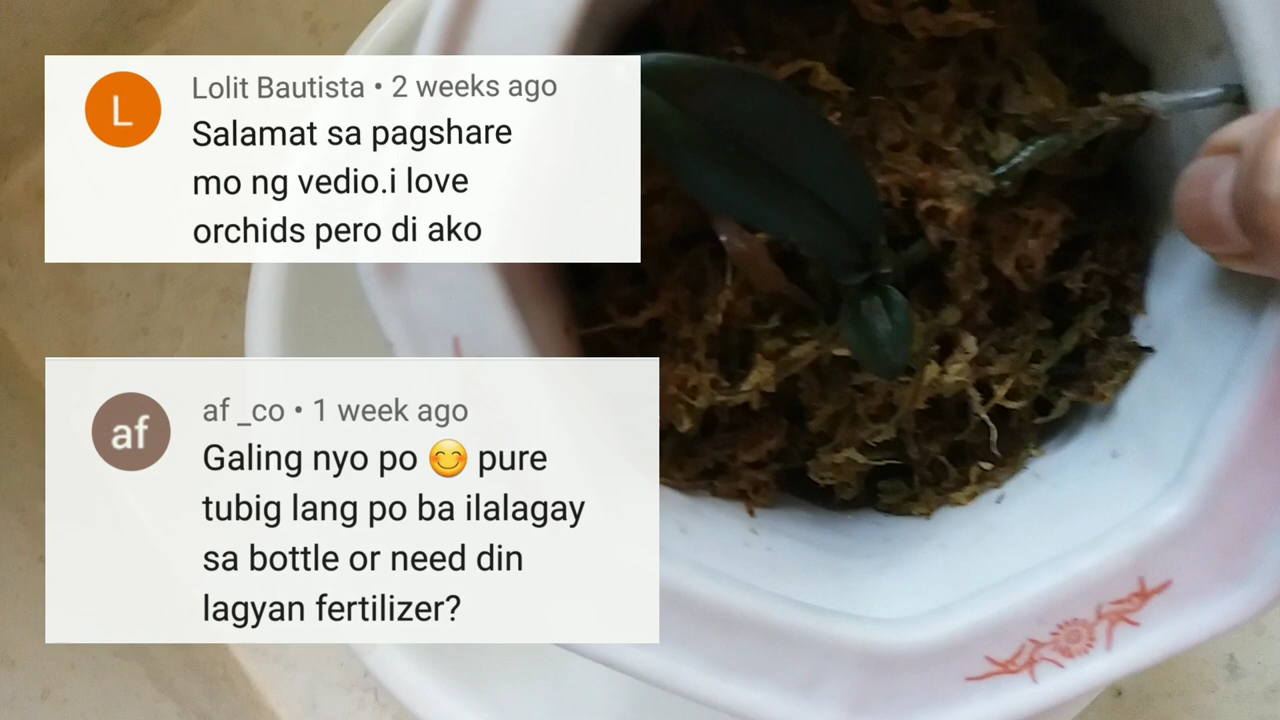 L
Lolit Bautista • 2 weeks ago
Salamat sa pagshare
mo ng vedio.i love
orchids pero di ako
af
af _co • 1 week ago
Galing nyo po 😊 pure
tubig lang po ba ilalagay
sa bottle or need din
lagyan fertilizer?